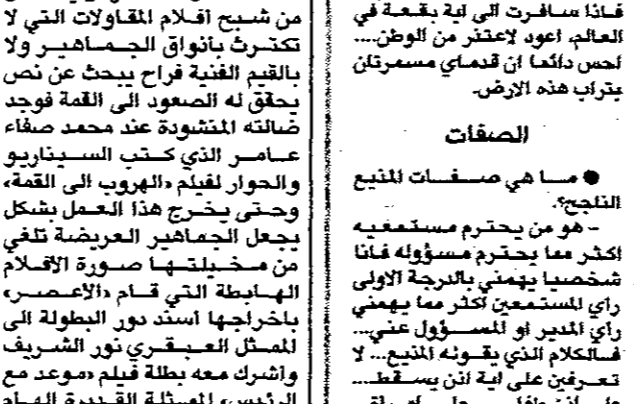 فاذا سافرت الى اية بقعة في
العالم، اعود لاعتذر من الوطن....
احس دائما ان قدماي مسمرتان
بتراب هذه الارض.
الصفات
● ما هي صفات المذيع
الناجح؟.
- هو من يحترم مستمعيه
اكثر مما يحترم مسؤوله فانا
شخصيا يهمني بالدرجة الاولى
راي المستمعين اكثر مما يهمني
راي المدير او المسؤول عني...
فالكلام الذي يقوله المذيع... لا
تعرفين على اية اذن يسقط....
من شبح افلام المقاولات التي لا
تكترث باذواق الجماهير ولا
بالقيم الفنية فراح يبحث عن نص
يحقق له الصعود الى القمة فوجد
ضالته المنشودة عند محمد صفاء
عامر الذي كتب السيناريو
والحوار لفيلم «الهروب الى القمة»
وحتى يخرج هذا العمل بشكل
يجعل الجماهير العريضة تلغي
من مخيلتها صورة الافلام
الهابطة التي قام «الاعصر»
باخراجها اسند دور البطولة الى
الممثل العبقري نور الشريف
واشرك معه بطلة فيلم «موعد مع
الرئيس» الممثلة القديرة الهام